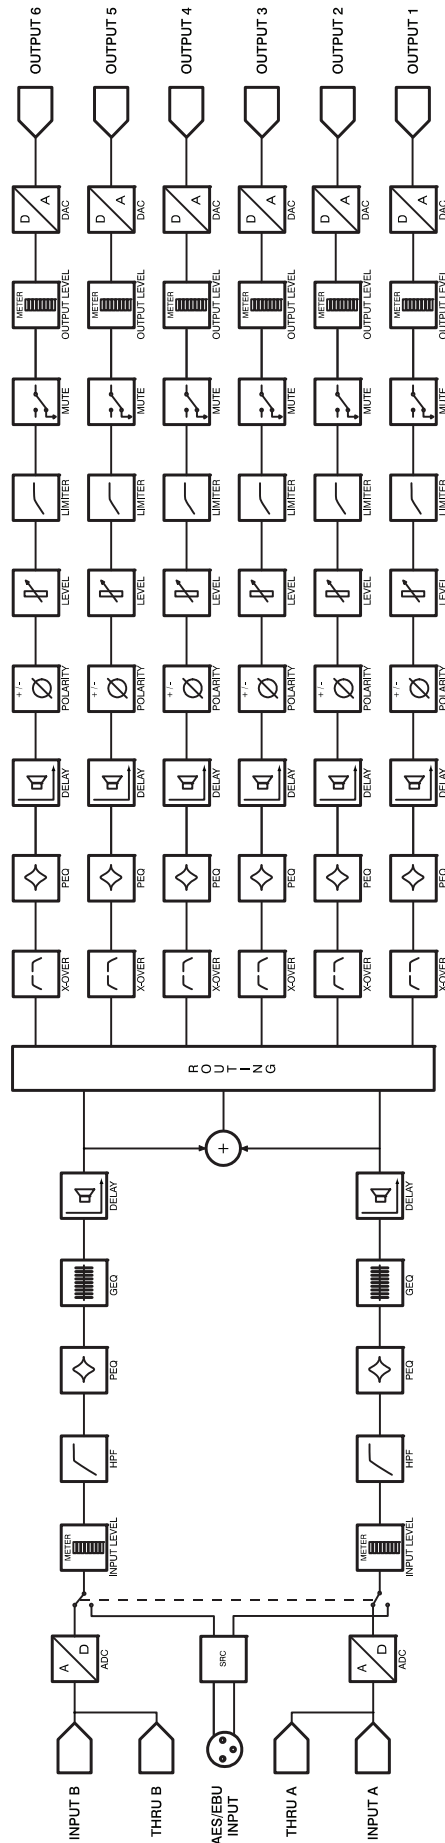 OUTPUT 6
OUTPUT 5
OUTPUT 4
OUTPUT 3
OUTPUT 2
OUTPUT 1
D A
D A
D A
D A
D A
D A
DAC
DAC
DAC
DAC
DAC
DAC
METER
METER
METER
METER
METER
METER
OUTPUT LEVEL
OUTPUT LEVEL
OUTPUT LEVEL
OUTPUT LEVEL
OUTPUT LEVEL
OUTPUT LEVEL
MUTE
MUTE
MUTE
MUTE
MUTE
MUTE
LIMITER
LIMITER
LIMITER
LIMITER
LIMITER
LIMITER
LEVEL
LEVEL
LEVEL
LEVEL
LEVEL
LEVEL
+/-
+/-
+/-
+/-
+/-
+/-
POLARITY
POLARITY
POLARITY
POLARITY
POLARITY
POLARITY
DELAY
DELAY
DELAY
DELAY
DELAY
DELAY
PEQ
PEQ
PEQ
PEQ
PEQ
PEQ
X-OVER
X-OVER
X-OVER
X-OVER
X-OVER
X-OVER
ROUTING
+
DELAY
DELAY
GEQ
GEQ
PEQ
PEQ
HPF
HPF
METER
METER
INPUT LEVEL
INPUT LEVEL
A D
SRC
A D
ADC
ADC
INPUT B
THRU B
AES/EBU
INPUT
THRU A
INPUT A